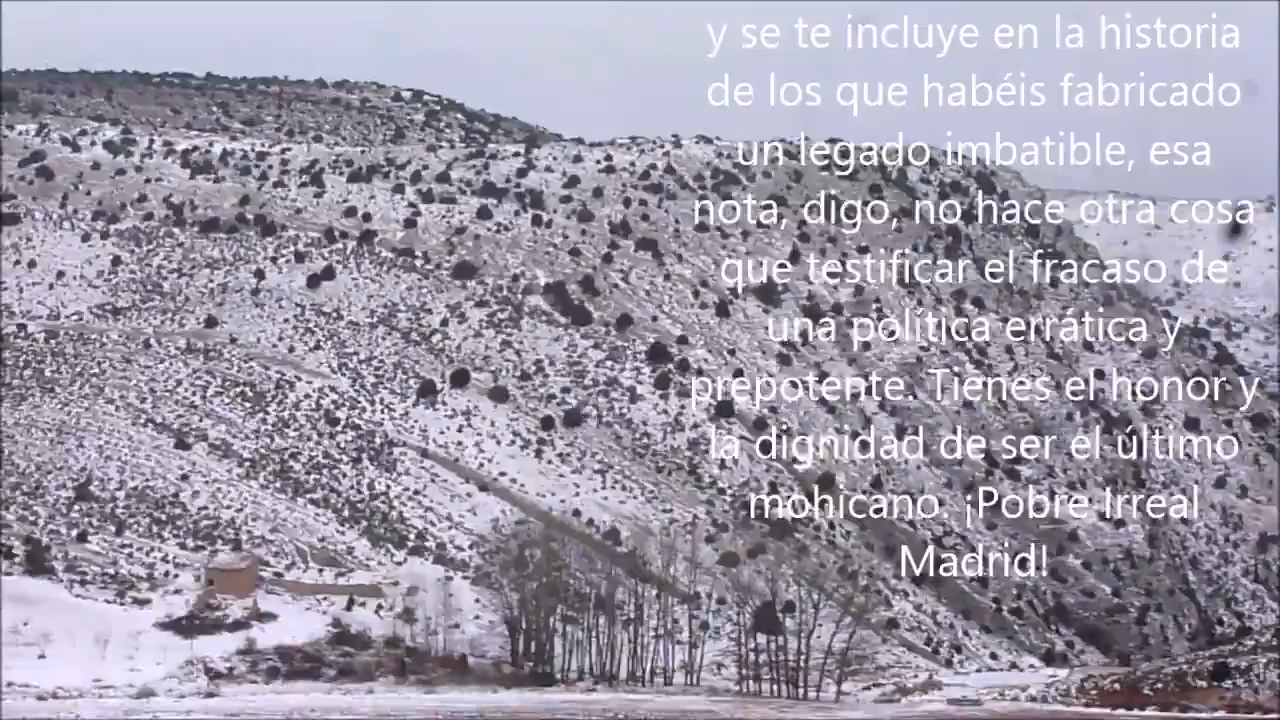 y se te incluye en la historia
de los que habéis fabricado
un legado imbatible, esa
nota, digo, no hace otra cosa
que testificar el fracaso de
una política errática y
prepotente. Tienes el honor y
la dignidad de ser el último
mohicano. ¡Pobre Irreal
Madrid!